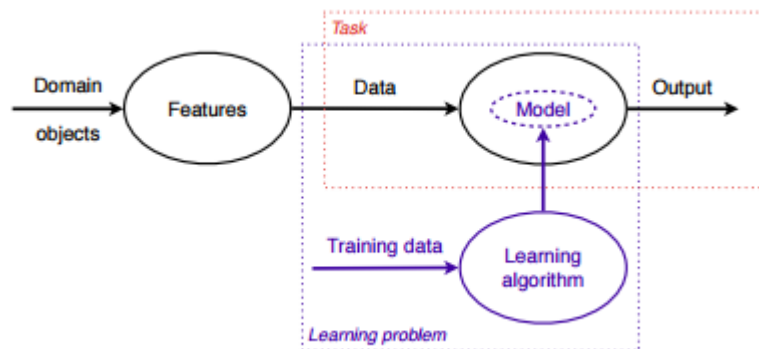 Task
Domain
objects
Features
Data
Model
Output
Training data
Learning
algorithm
Learning problem